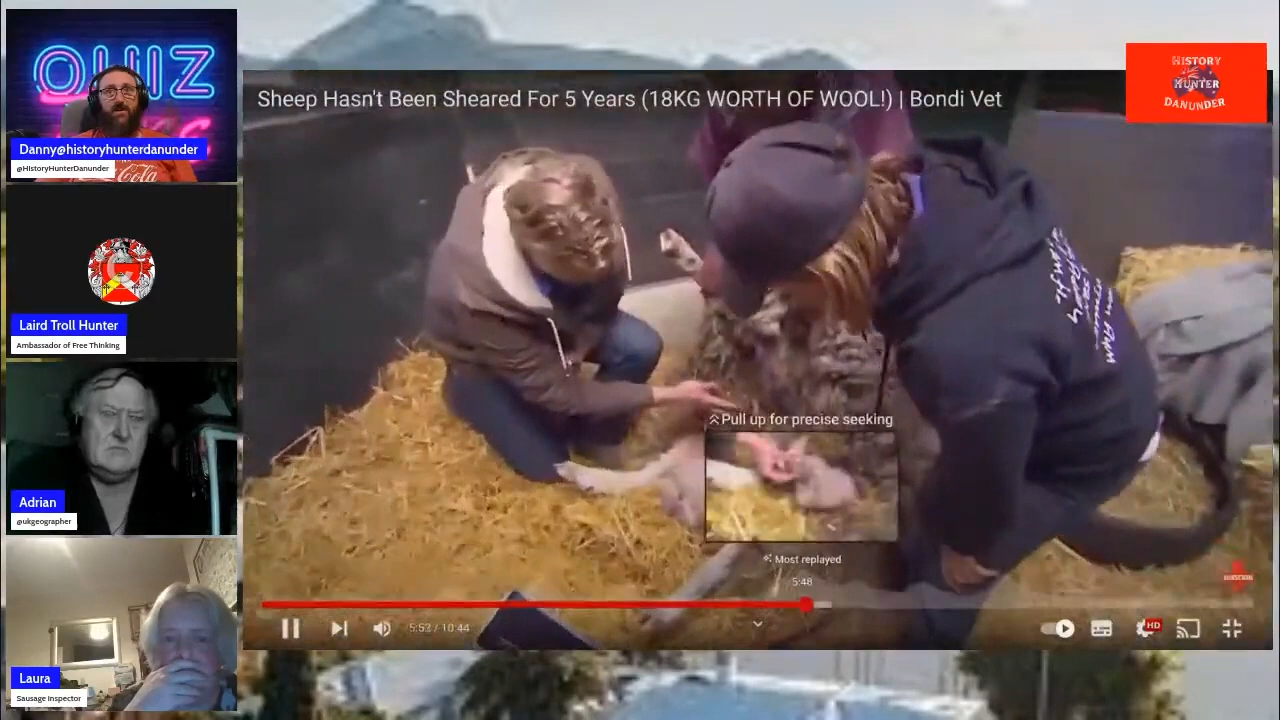 QUIZ
Danny@historyhunterdanunder
@HistoryHunterDanunder
Laird Troll Hunter
Ambassador of Free Thinking
Adrian
@ukgeographer
Laura
Sausage Inspector
Sheep Hasn't Been Sheared For 5 Years (18KG WORTH OF WOOL!) | Bondi Vet
HISTORY
HUNTER
DANUNDER
Pull up for precise seeking
Most replayed
5:48
5:53 / 10:44
HD